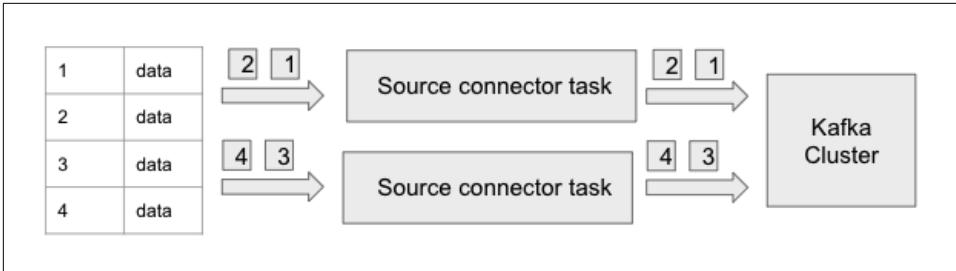 1 data
2 data
3 data
4 data
2 1
Source connector task
2 1
4 3
Source connector task
4 3
Kafka
Cluster